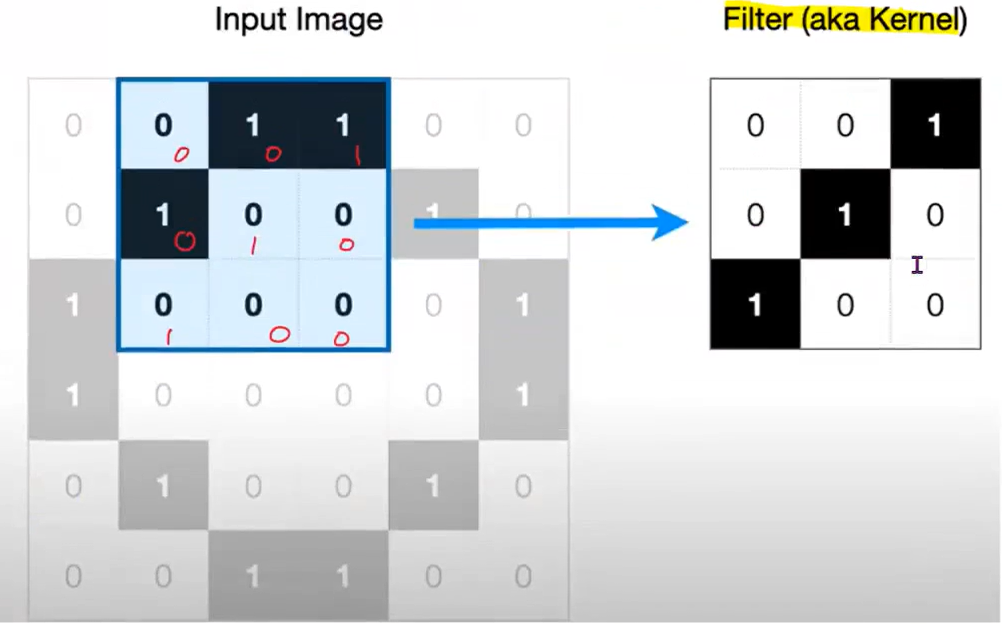 Input Image Filter (aka Kernel)
0 0 1 1 0 0 0 0 1
0 0 1
0 1 0 0 1 0 0 1 0
0 1 0
1 0 0 0 0 1 1 0 0
1 0 0
1 0 0 0 0 1
0 1 0 0 1 0
0 0 1 1 0 0